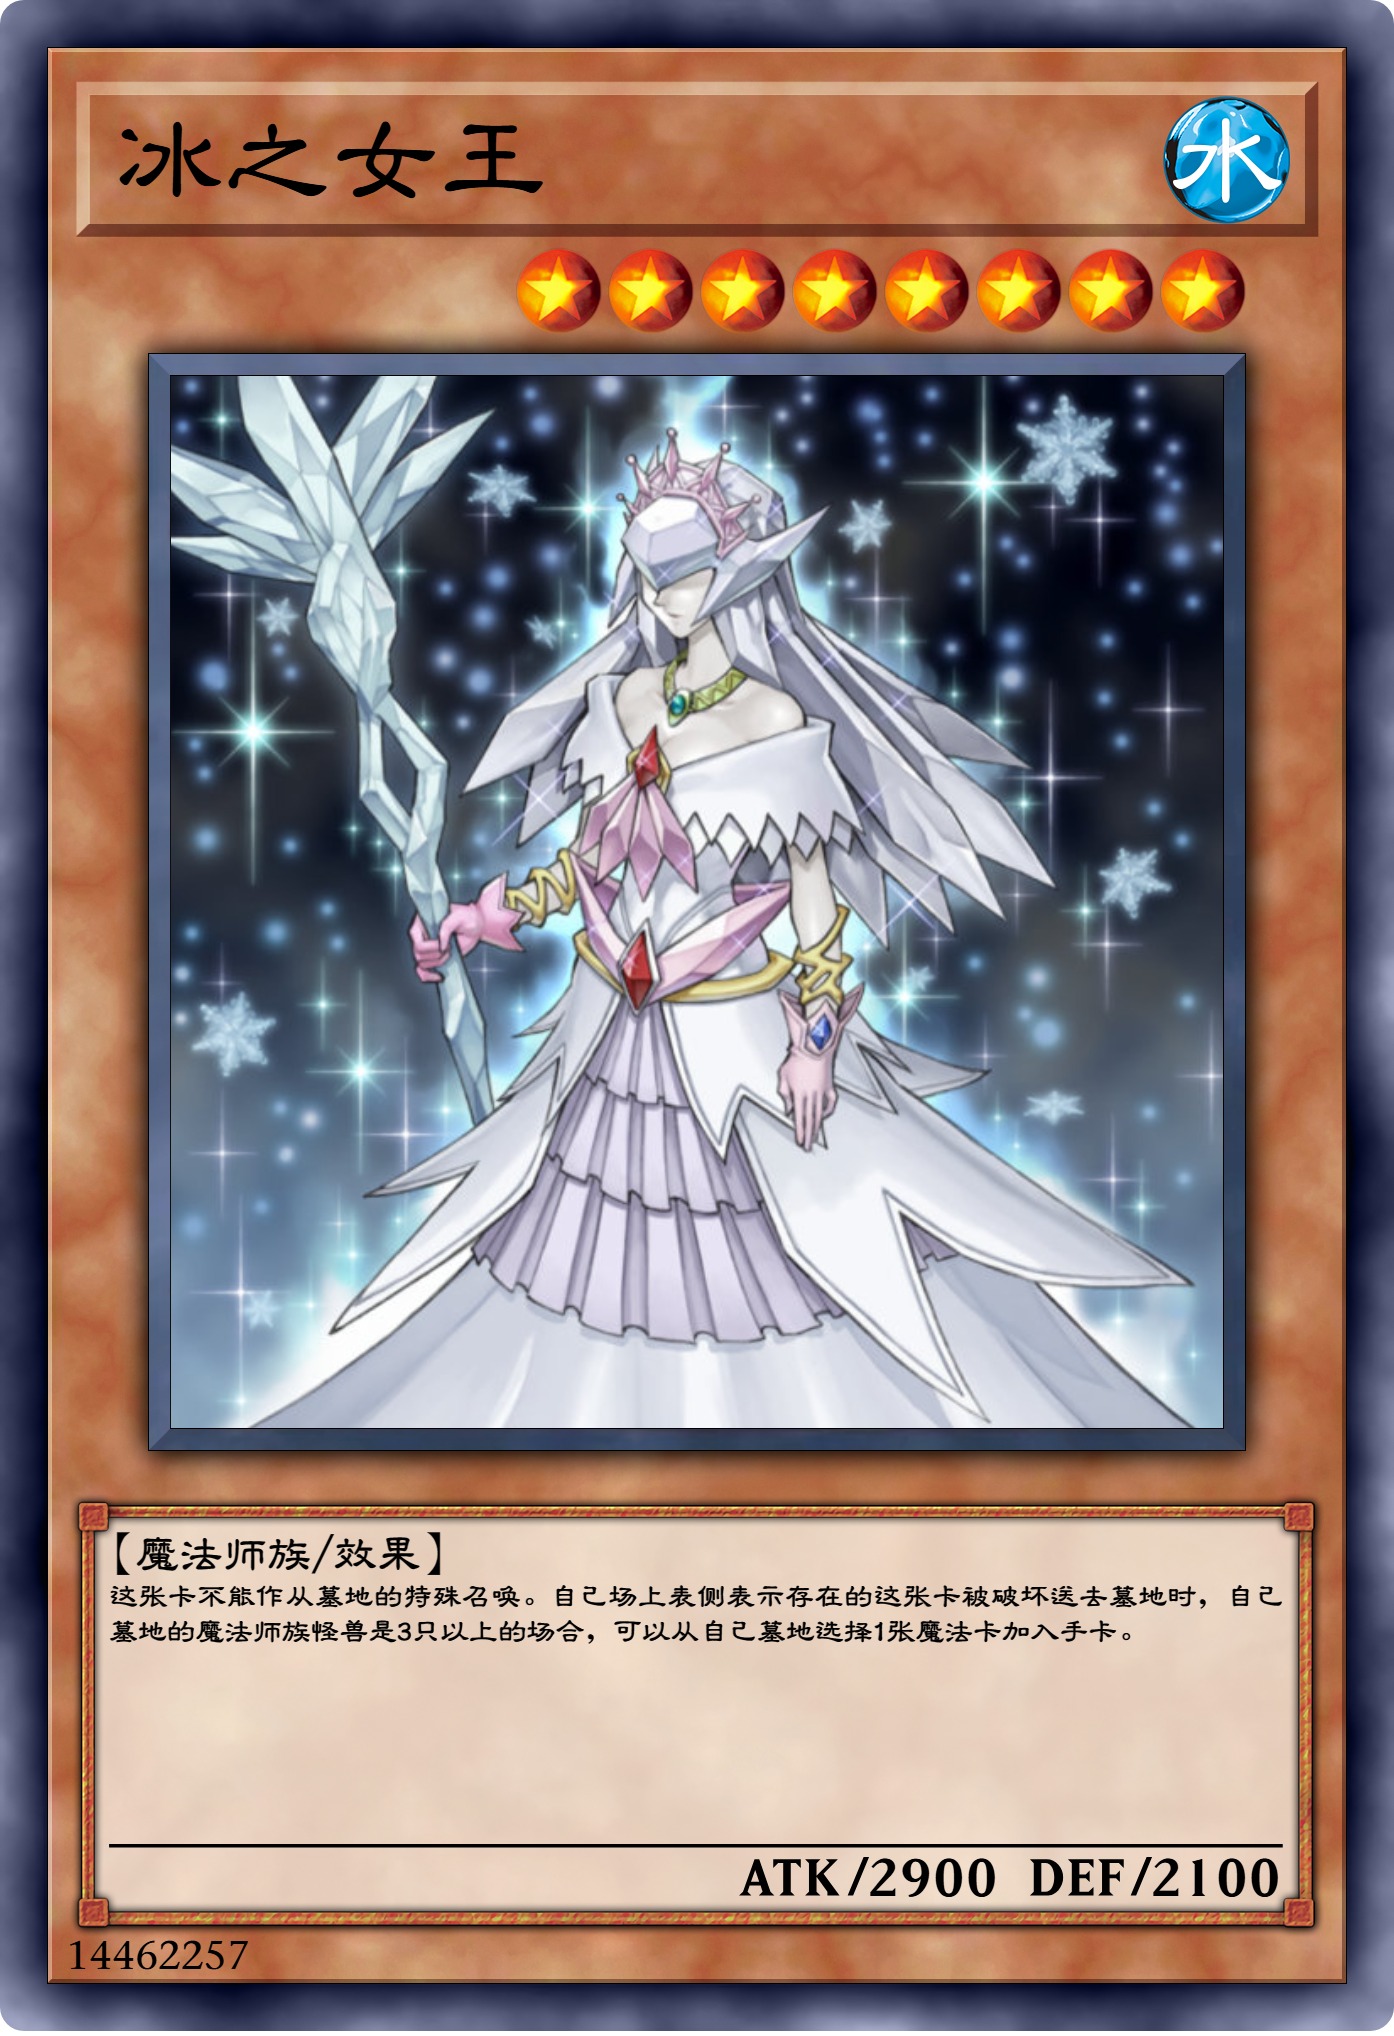 冰之女王
水
【魔法师族/效果】
这张卡不能作从墓地的特殊召唤。自己场上表侧表示存在的这张卡被破坏送去墓地时，自己
墓地的魔法师族怪兽是3只以上的场合，可以从自己墓地选择1张魔法卡加入手卡。
ATK/2900 DEF/2100
14462257